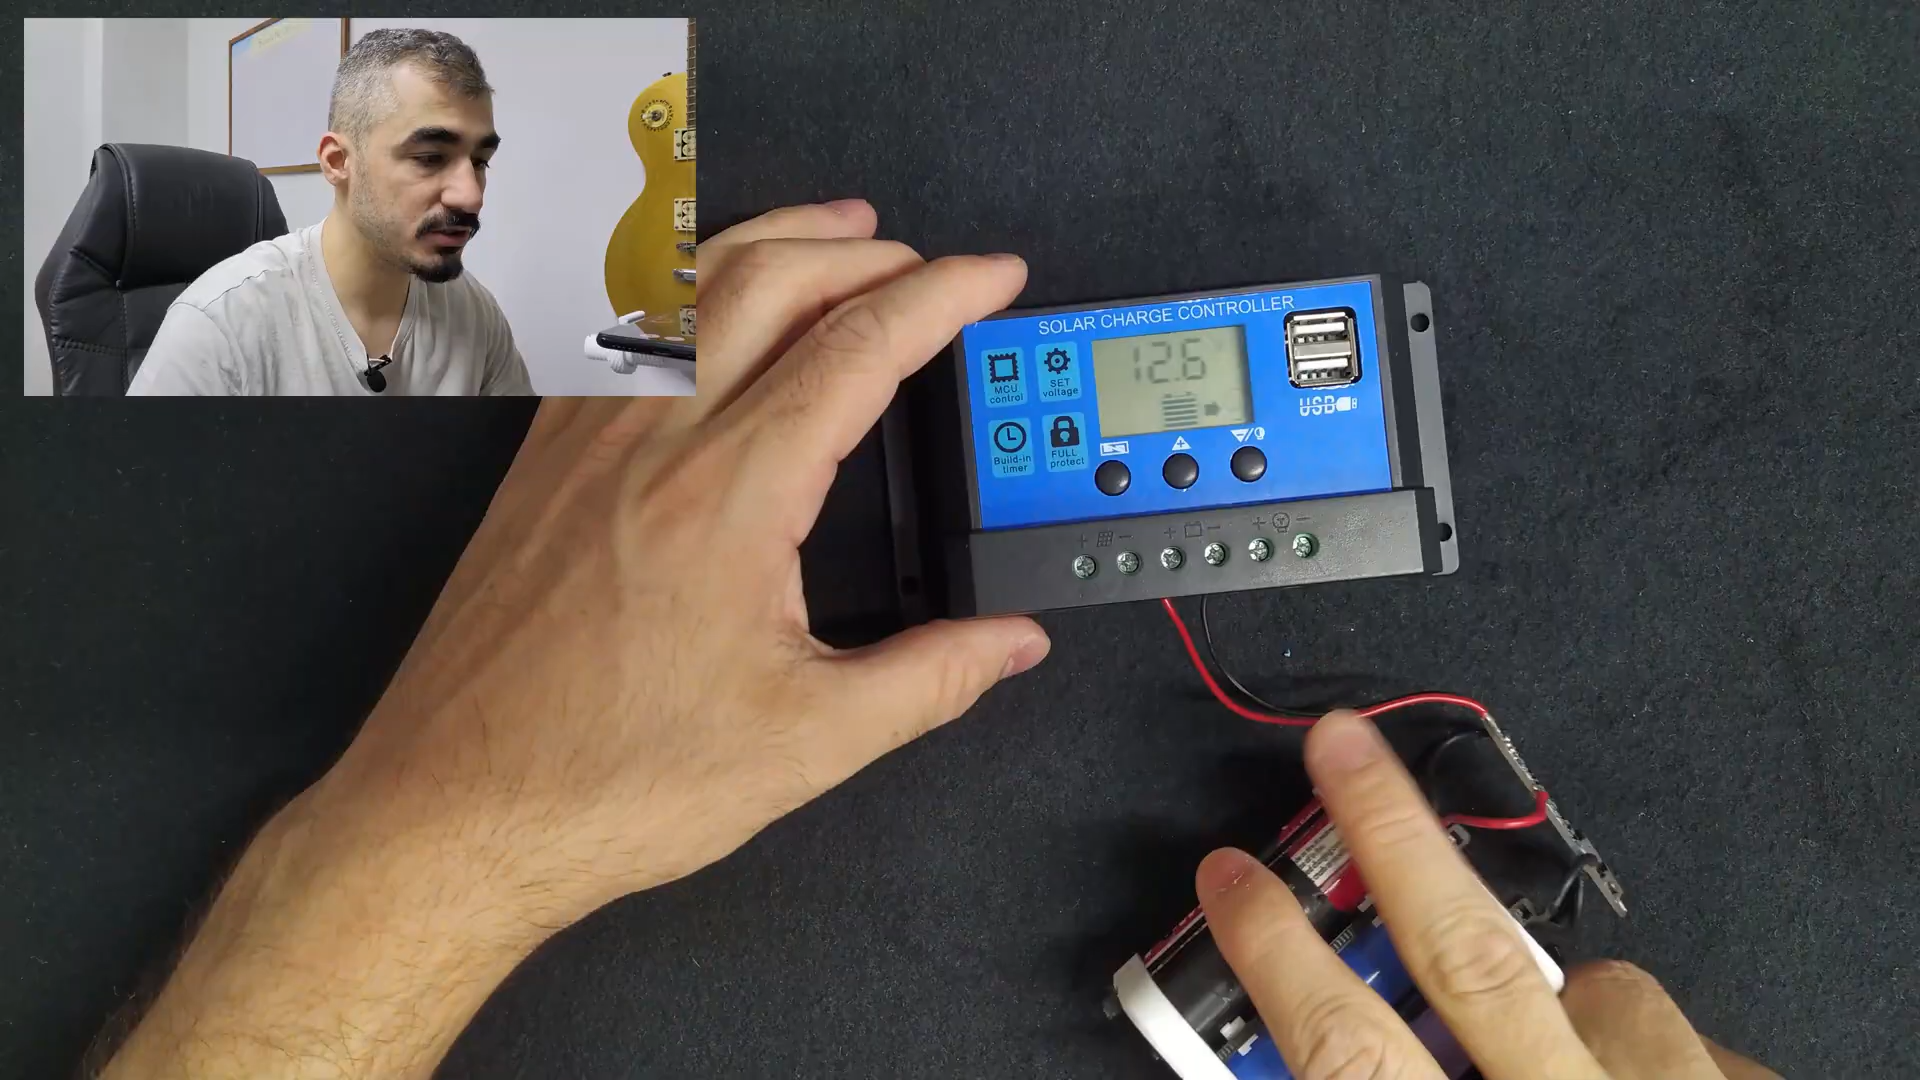 SOLAR CHARGE CONTROLLER
12.6
MCU
control
SET
voltage
Build-in
timer
FULL
protect
USB
+ −
+ −
+ −